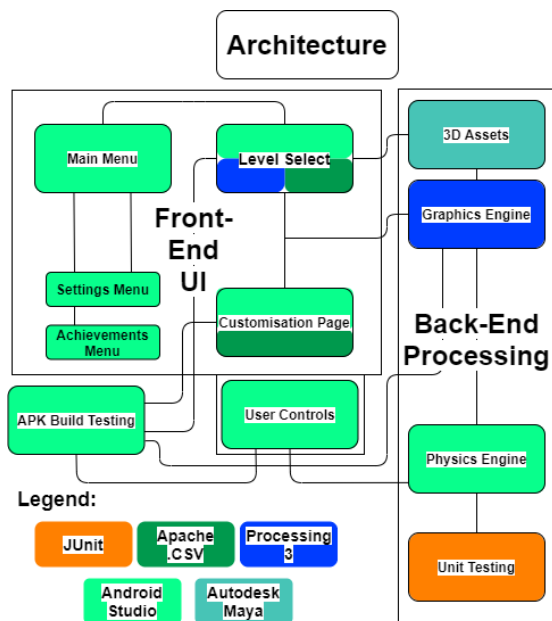 Architecture
Main Menu
Level Select
3D Assets
Graphics Engine
Front-
End
UI
Settings Menu
Achievements
Menu
Customisation Page
Back-End
Processing
APK Build Testing
User Controls
Physics Engine
Unit Testing
Legend:
JUnit
Apache
.CSV
Processing
3
Android
Studio
Autodesk
Maya